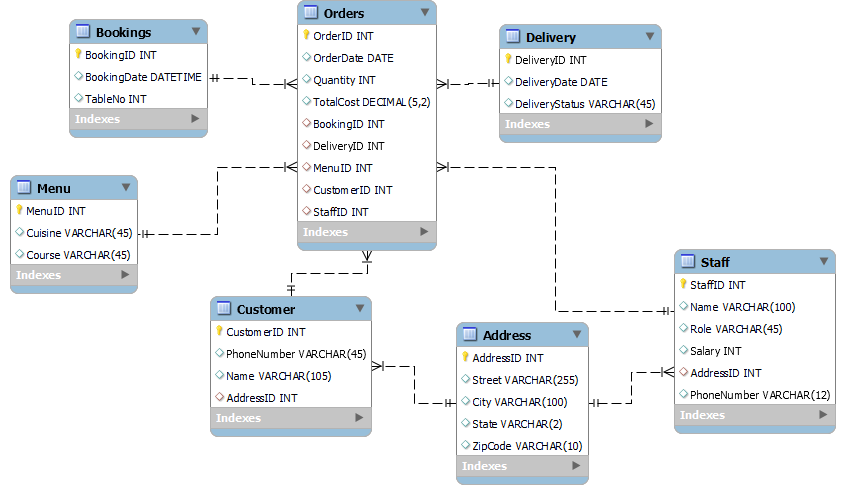 Bookings
BookingID INT
BookingDate DATETIME
TableNo INT
Indexes
Orders
OrderID INT
OrderDate DATE
Quantity INT
TotalCost DECIMAL(5,2)
BookingID INT
DeliveryID INT
MenuID INT
CustomerID INT
StaffID INT
Indexes
Delivery
DeliveryID INT
DeliveryDate DATE
DeliveryStatus VARCHAR(45)
Indexes
Menu
MenuID INT
Cuisine VARCHAR(45)
Course VARCHAR(45)
Indexes
Customer
CustomerID INT
PhoneNumber VARCHAR(45)
Name VARCHAR(105)
AddressID INT
Indexes
Address
AddressID INT
Street VARCHAR(255)
City VARCHAR(100)
State VARCHAR(2)
ZipCode VARCHAR(10)
Indexes
Staff
StaffID INT
Name VARCHAR(100)
Role VARCHAR(45)
Salary INT
AddressID INT
PhoneNumber VARCHAR(12)
Indexes